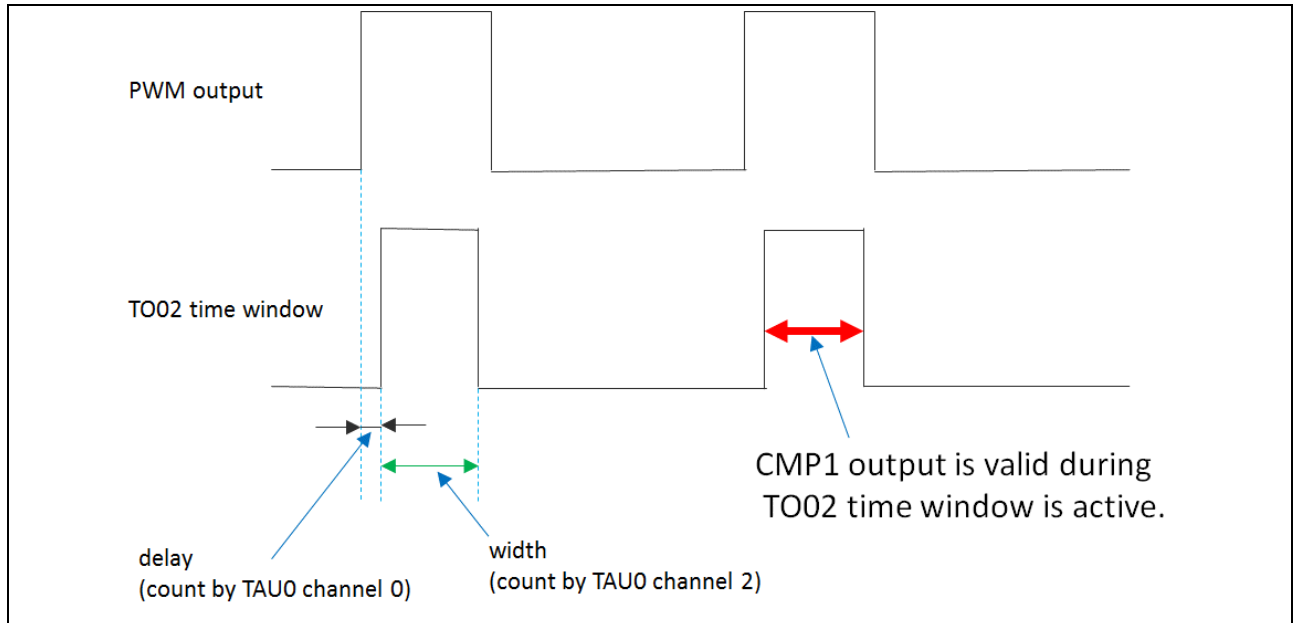 PWM output
TO02 time window
CMP1 output is valid during
TO02 time window is active.
delay
(count by TAU0 channel 0)
width
(count by TAU0 channel 2)